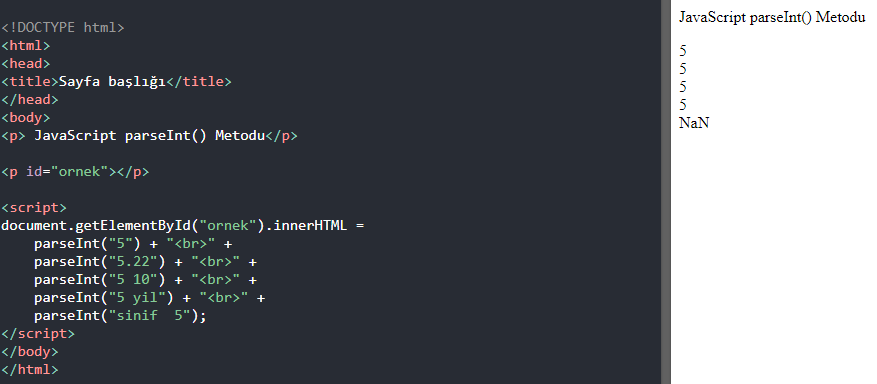 <!DOCTYPE html>
<html>
<head>
<title>Sayfa başlığı</title>
</head>
<body>
<p> JavaScript parseInt() Metodu</p>
<p id="ornek"></p>
<script>
document.getElementById("ornek").innerHTML =
    parseInt("5") + "<br>" +
    parseInt("5.22") + "<br>" +
    parseInt("5 10") + "<br>" +
    parseInt("5 yil") + "<br>" +
    parseInt("sinif  5");
</script>
</body>
</html>
JavaScript parseInt() Metodu
5
5
5
5
NaN